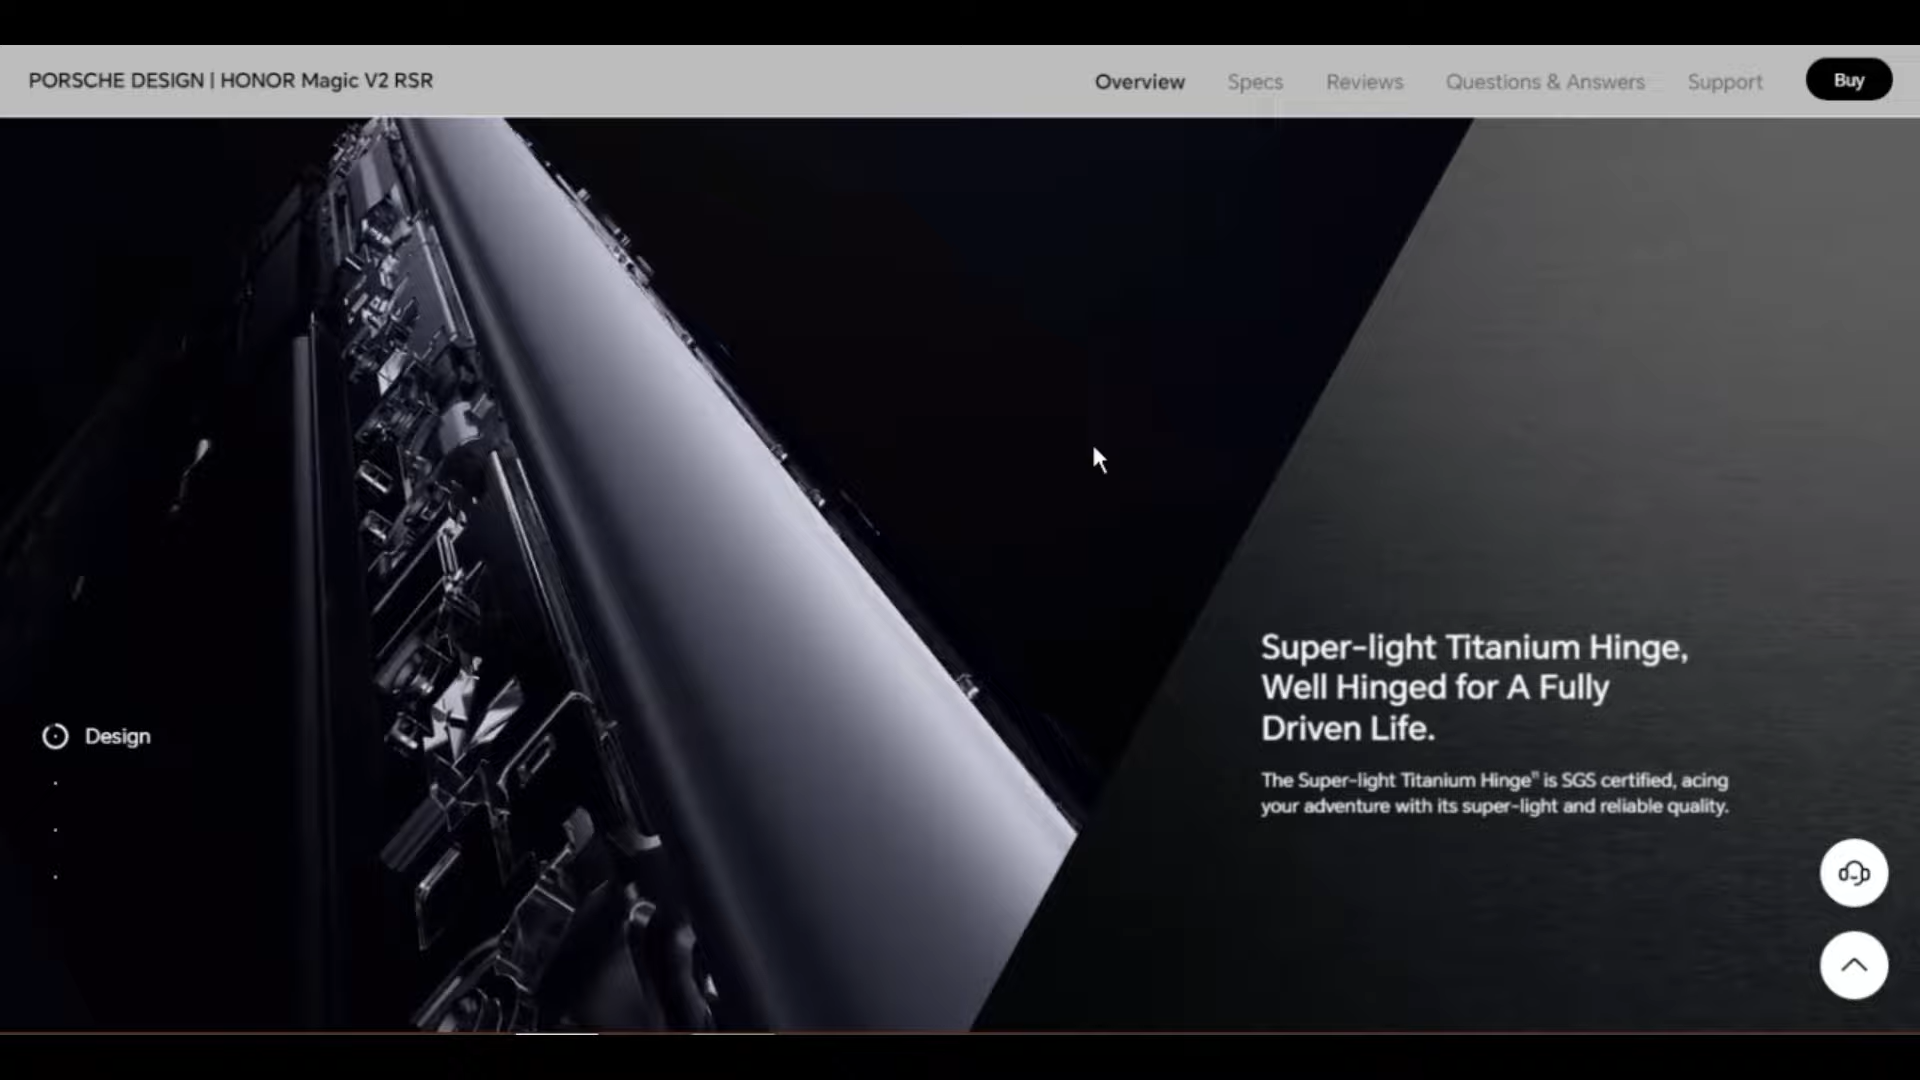 PORSCHE DESIGN | HONOR Magic V2 RSR
Overview Specs Reviews Questions & Answers Support Buy
Super-light Titanium Hinge,
Well Hinged for A Fully
Driven Life.
Design
The Super-light Titanium Hinge is SGS certified, acing
your adventure with its super-light and reliable quality.